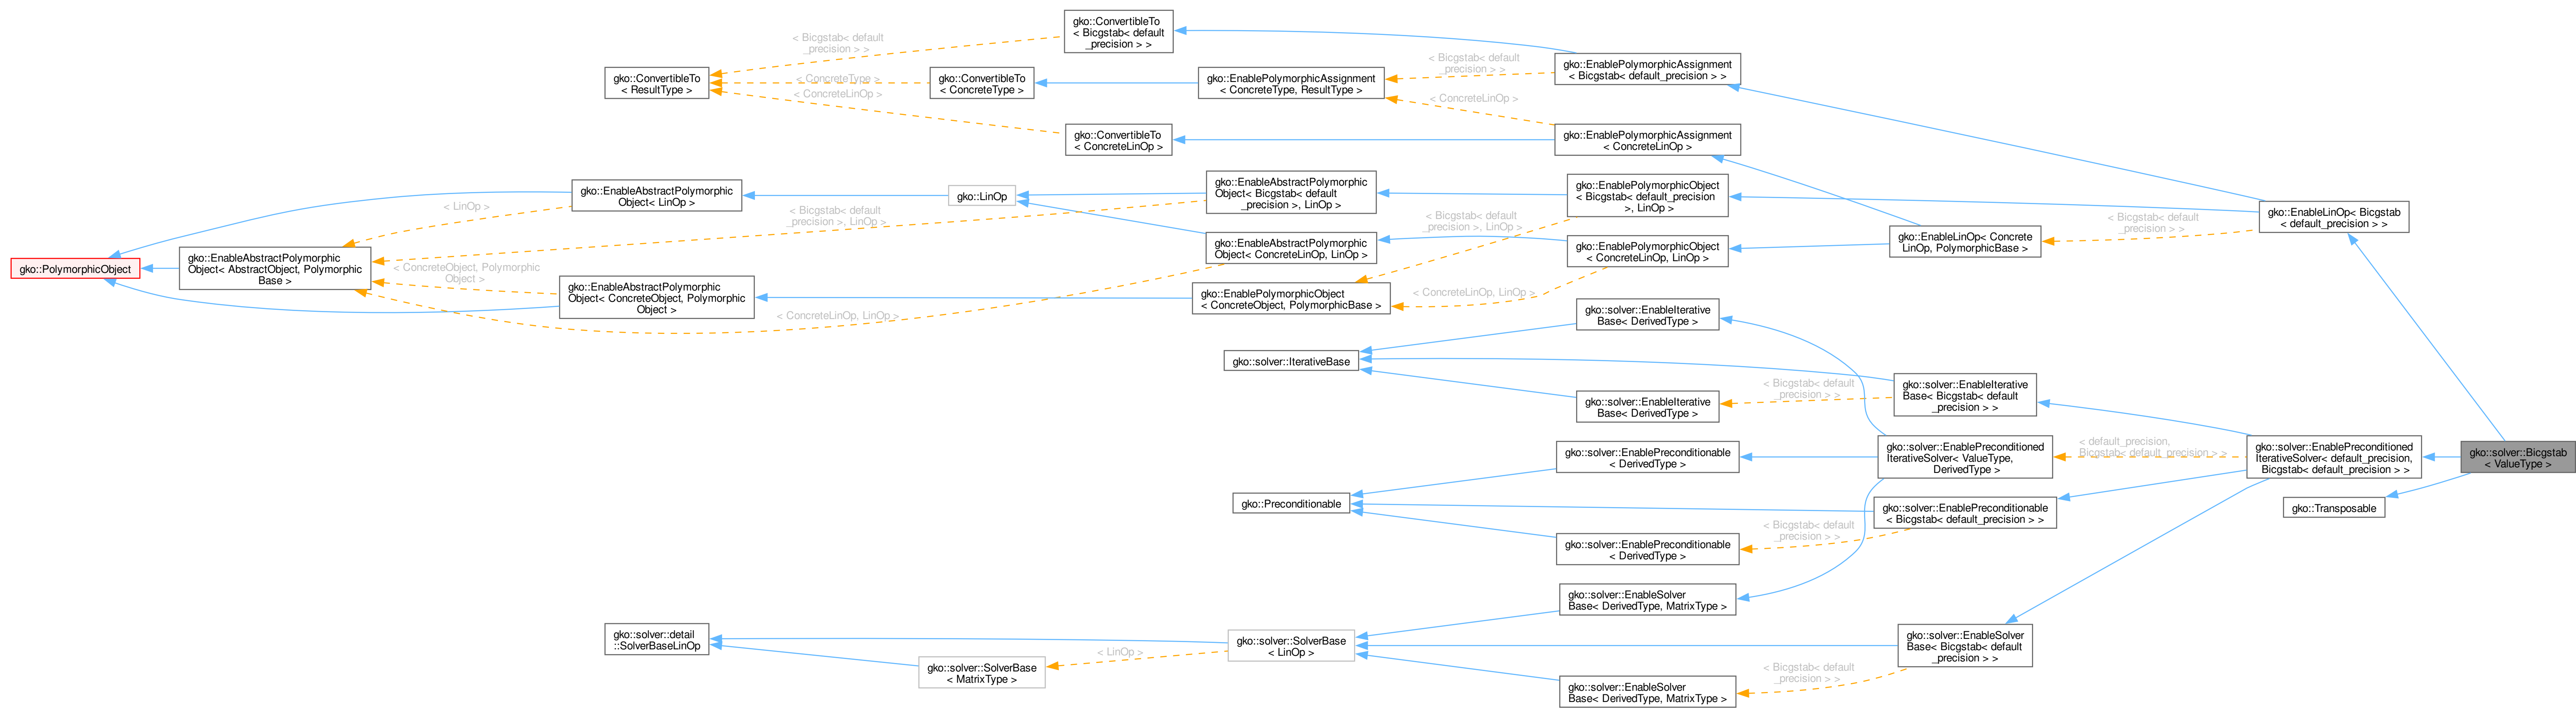 gko::ConvertibleTo
< Bicgstab< default
_precision > >
< Bicgstab< default
_precision > >
gko::ConvertibleTo
< ResultType >
< ConcreteType >
gko::ConvertibleTo
< ConcreteType >
< ConcreteLinOp >
gko::EnablePolymorphicAssignment
< ConcreteType, ResultType >
< Bicgstab< default
_precision > >
gko::EnablePolymorphicAssignment
< Bicgstab< default_precision > >
< ConcreteLinOp >
gko::ConvertibleTo
< ConcreteLinOp >
gko::EnablePolymorphicAssignment
< ConcreteLinOp >
gko::EnableAbstractPolymorphic
Object< LinOp >
gko::LinOp
gko::EnableAbstractPolymorphic
Object< Bicgstab< default
_precision >, LinOp >
gko::EnablePolymorphicObject
< Bicgstab< default_precision
>, LinOp >
< LinOp >
< Bicgstab< default
_precision >, LinOp >
< Bicgstab< default
_precision >, LinOp >
gko::EnableLinOp< Bicgstab
< default_precision > >
< Bicgstab< default
_precision > >
gko::EnableLinOp< Concrete
LinOp, PolymorphicBase >
gko::EnableAbstractPolymorphic
Object< ConcreteLinOp, LinOp >
gko::EnablePolymorphicObject
< ConcreteLinOp, LinOp >
gko::PolymorphicObject
gko::EnableAbstractPolymorphic
Object< AbstractObject, Polymorphic
Base >
< ConcreteObject, Polymorphic
Object >
gko::EnableAbstractPolymorphic
Object< ConcreteObject, Polymorphic
Object >
gko::EnablePolymorphicObject
< ConcreteObject, PolymorphicBase >
< ConcreteLinOp, LinOp >
< ConcreteLinOp, LinOp >
gko::solver::EnableIterative
Base< DerivedType >
gko::solver::IterativeBase
gko::solver::EnableIterative
Base< DerivedType >
< Bicgstab< default
_precision > >
gko::solver::EnableIterative
Base< Bicgstab< default
_precision > >
gko::solver::EnablePreconditionable
< DerivedType >
gko::solver::EnablePreconditioned
IterativeSolver< ValueType,
DerivedType >
< default_precision,
Bicgstab< default_precision > >
gko::solver::EnablePreconditioned
IterativeSolver< default_precision,
Bicgstab< default_precision > >
gko::solver::Bicgstab
< ValueType >
gko::Preconditionable
gko::solver::EnablePreconditionable
< Bicgstab< default_precision > >
gko::Transposable
< Bicgstab< default
_precision > >
gko::solver::EnablePreconditionable
< DerivedType >
gko::solver::EnableSolver
Base< DerivedType, MatrixType >
gko::solver::detail
::SolverBaseLinOp
gko::solver::SolverBase
< LinOp >
gko::solver::EnableSolver
Base< Bicgstab< default
_precision > >
< LinOp >
gko::solver::SolverBase
< MatrixType >
< Bicgstab< default
_precision > >
gko::solver::EnableSolver
Base< DerivedType, MatrixType >